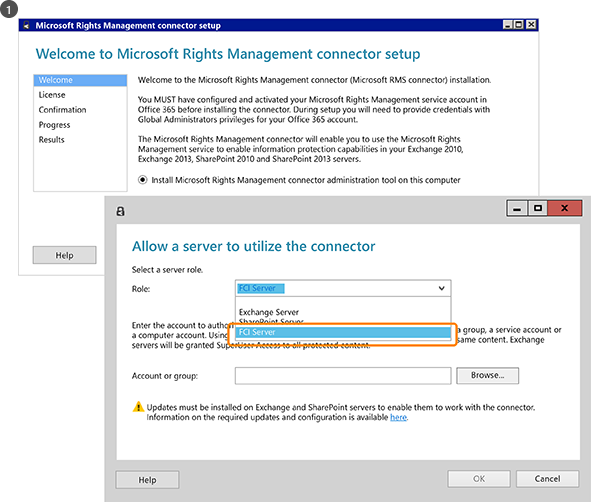 1
Microsoft Rights Management connector setup
Welcome to Microsoft Rights Management connector setup
Welcome
License
Confirmation
Progress
Results
Welcome to the Microsoft Rights Management connector (Microsoft RMS connector) installation.
You MUST have configured and activated your Microsoft Rights Management service account in
Office 365 before installing the connector. During setup you will need to provide credentials with
Global Administrators privileges for your Office 365 account.
The Microsoft Rights Management connector will enable you to use the Microsoft Rights
Management service to enable information protection capabilities in your Exchange 2010,
Exchange 2013, SharePoint 2010 and SharePoint 2013 servers.
Install Microsoft Rights Management connector administration tool on this computer
Help
Allow a server to utilize the connector
Select a server role.
Role:
FCI Server
Exchange Server
SharePoint Server
FCI Server
Enter the account to autho
a group, a service account or
a computer account. Using
same content. Exchange
servers will be granted SuperUser Access to all protected content.
Account or group:
Browse...
Updates must be installed on Exchange and SharePoint servers to enable them to work with the connector.
Information on the required updates and configuration is available here.
Help
OK
Cancel